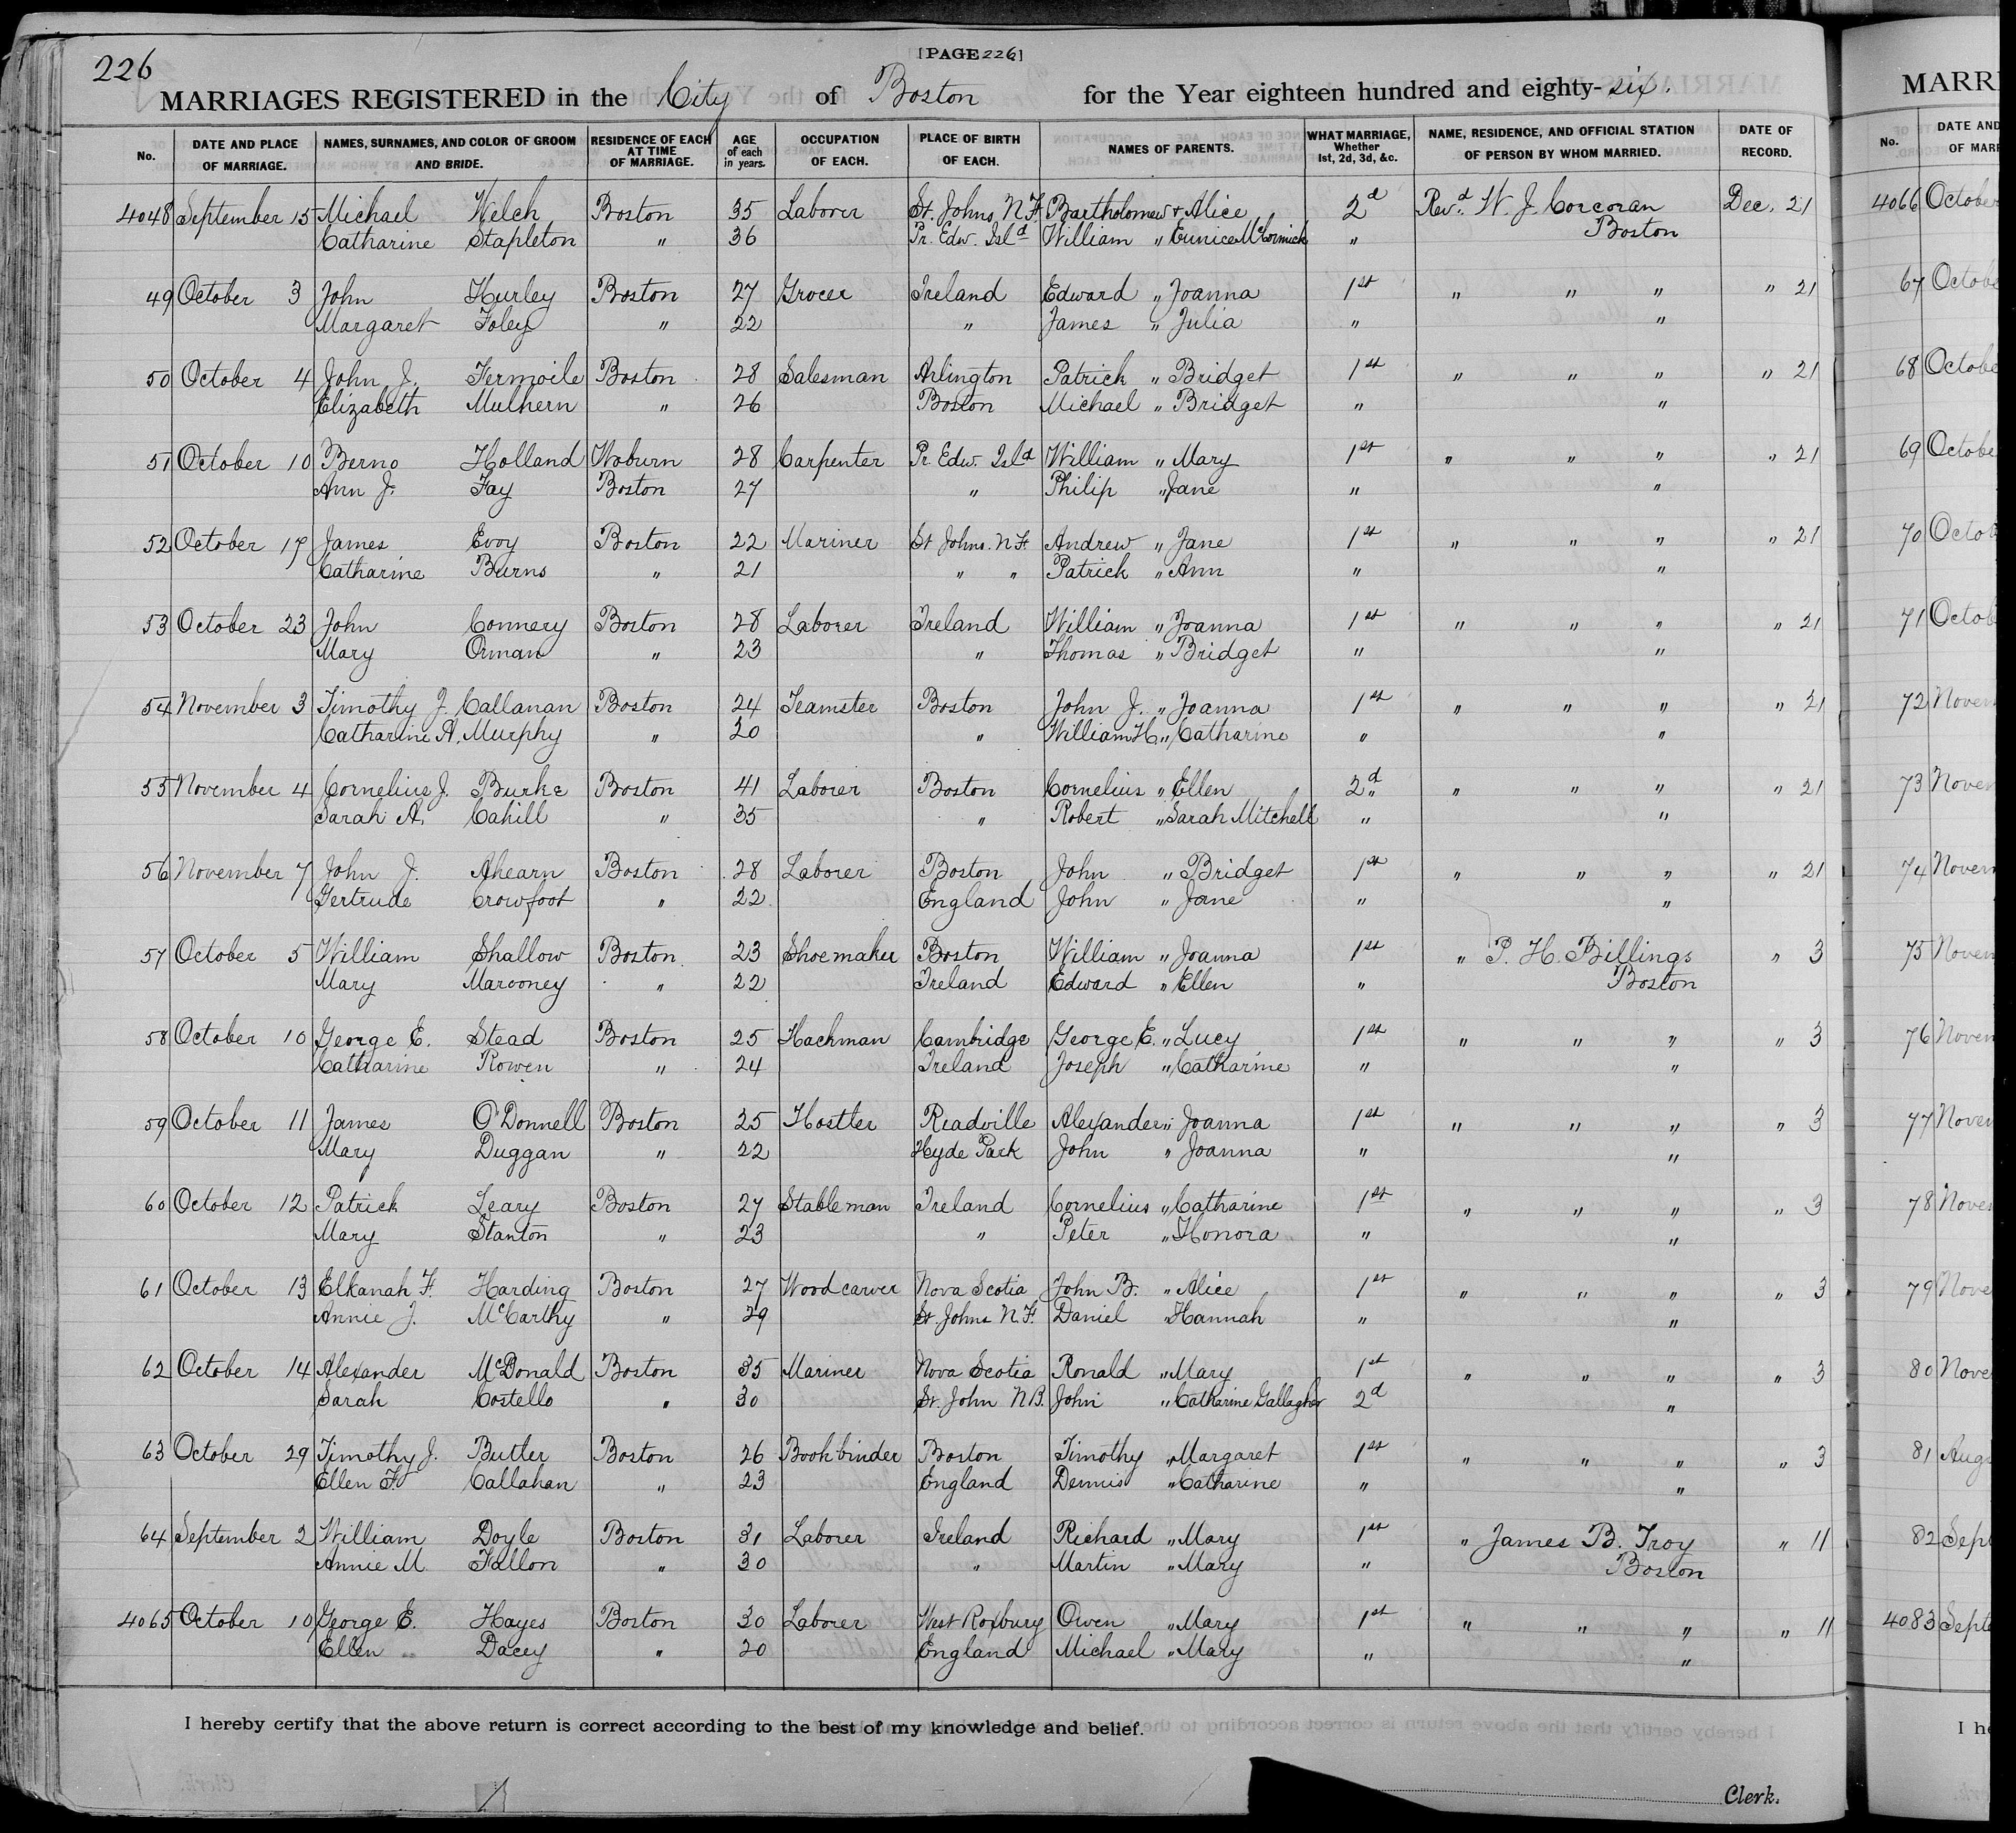 226
[PAGE 226]
MARRIAGES REGISTERED in the City of Boston for the Year eighteen hundred and eighty-six.
No. DATE AND PLACE OF MARRIAGE. NAMES, SURNAMES, AND COLOR OF GROOM AND BRIDE. RESIDENCE OF EACH AT TIME OF MARRIAGE. AGE of each in years. OCCUPATION OF EACH. PLACE OF BIRTH OF EACH. NAMES OF PARENTS. WHAT MARRIAGE, Whether 1st, 2d, 3d, &c. NAME, RESIDENCE, AND OFFICIAL STATION OF PERSON BY WHOM MARRIED. DATE OF RECORD.
4048 September 15 Michael Welch Boston 35 Laborer St. Johns, N.F. Bartholomew & Alice 2d Revd. W. J. Corcoran Dec. 21
Catharine Stapleton " 36 Pr. Edw. Isld William " Eunice McCormick " Boston
49 October 3 John Hurley Boston 27 Grocer Ireland Edward " Joanna 1st " " " " 21
Margaret Foley " 22 " James " Julia " "
50 October 4 John J. Fermoile Boston 28 Salesman Arlington Patrick " Bridget 1st " " " " 21
Elizabeth Mulhern " 26 Boston Michael " Bridget " "
51 October 10 Berno Holland Woburn 28 Carpenter Pr. Edw. Isld William " Mary 1st " " " " 21
Ann J. Fay Boston 27 " Philip " Jane " "
52 October 17 James Evoy Boston 22 Mariner St Johns. N.F. Andrew " Jane 1st " " " " 21
Catharine Burns " 21 " " Patrick " Ann " "
53 October 23 John Connery Boston 28 Laborer Ireland William " Joanna 1st " " " " 21
Mary Orman " 23 " Thomas " Bridget " "
54 November 3 Timothy J. Callanan Boston 24 Teamster Boston John J. " Joanna 1st " " " " 21
Catharine A. Murphy " 20 " William H. " Catharine " "
55 November 4 Cornelius J. Burke Boston 41 Laborer Boston Cornelius " Ellen 2d " " " " 21
Sarah A. Cahill " 35 " Robert " Sarah Mitchell " "
56 November 7 John J. Ahearn Boston 28 Laborer Boston John " Bridget 1st " " " " 21
Gertrude Crowfoot " 22 England John " Jane " "
57 October 5 William Shallow Boston 23 Shoemaker Boston William " Joanna 1st " P. H. Billings " 3
Mary Marooney " 22 Ireland Edward " Ellen " Boston
58 October 10 George E. Stead Boston 25 Hackman Cambridge George E. " Lucy 1st " " " " 3
Catharine Rowen " 24 Ireland Joseph " Catharine " "
59 October 11 James O'Donnell Boston 25 Hostler Readville Alexander " Joanna 1st " " " " 3
Mary Duggan " 22 Hyde Park John " Joanna " "
60 October 12 Patrick Leary Boston 27 Stableman Ireland Cornelius " Catharine 1st " " " " 3
Mary Stanton " 23 " Peter " Honora " "
61 October 13 Elkanah F. Harding Boston 27 Woodcarver Nova Scotia John B. " Alice 1st " " " " 3
Annie J. McCarthy " 29 St. Johns N.F. Daniel " Hannah " "
62 October 14 Alexander McDonald Boston 35 Mariner Nova Scotia Ronald " Mary 1st " " " " 3
Sarah Costello " 30 St. John N.B. John " Catharine Gallagher 2d "
63 October 29 Timothy J. Butler Boston 26 Bookbinder Boston Timothy " Margaret 1st " " " " 3
Ellen F. Callahan " 23 England Dennis " Catharine " "
64 September 2 William Doyle Boston 31 Laborer Ireland Richard " Mary 1st " James B. Troy " 11
Annie M. Fallon " 30 " Martin " Mary " Boston
4065 October 10 George E. Hayes Boston 30 Laborer West Roxbury Owen " Mary 1st " " " " 11
Ellen Dacey " 20 England Michael " Mary " "
I hereby certify that the above return is correct according to the best of my knowledge and belief.
Clerk.
MARR
No. DATE AND
OF MARR
4066 October
67 Octobe
68 Octobe
69 Octobe
70 Octob
71 Octob
72 Novem
73 Novem
74 Novem
75 Novem
76 Novem
77 Novem
78 Novem
79 Nove
80 Nove
81 Augs
82 Sept
4083 Septe
I he